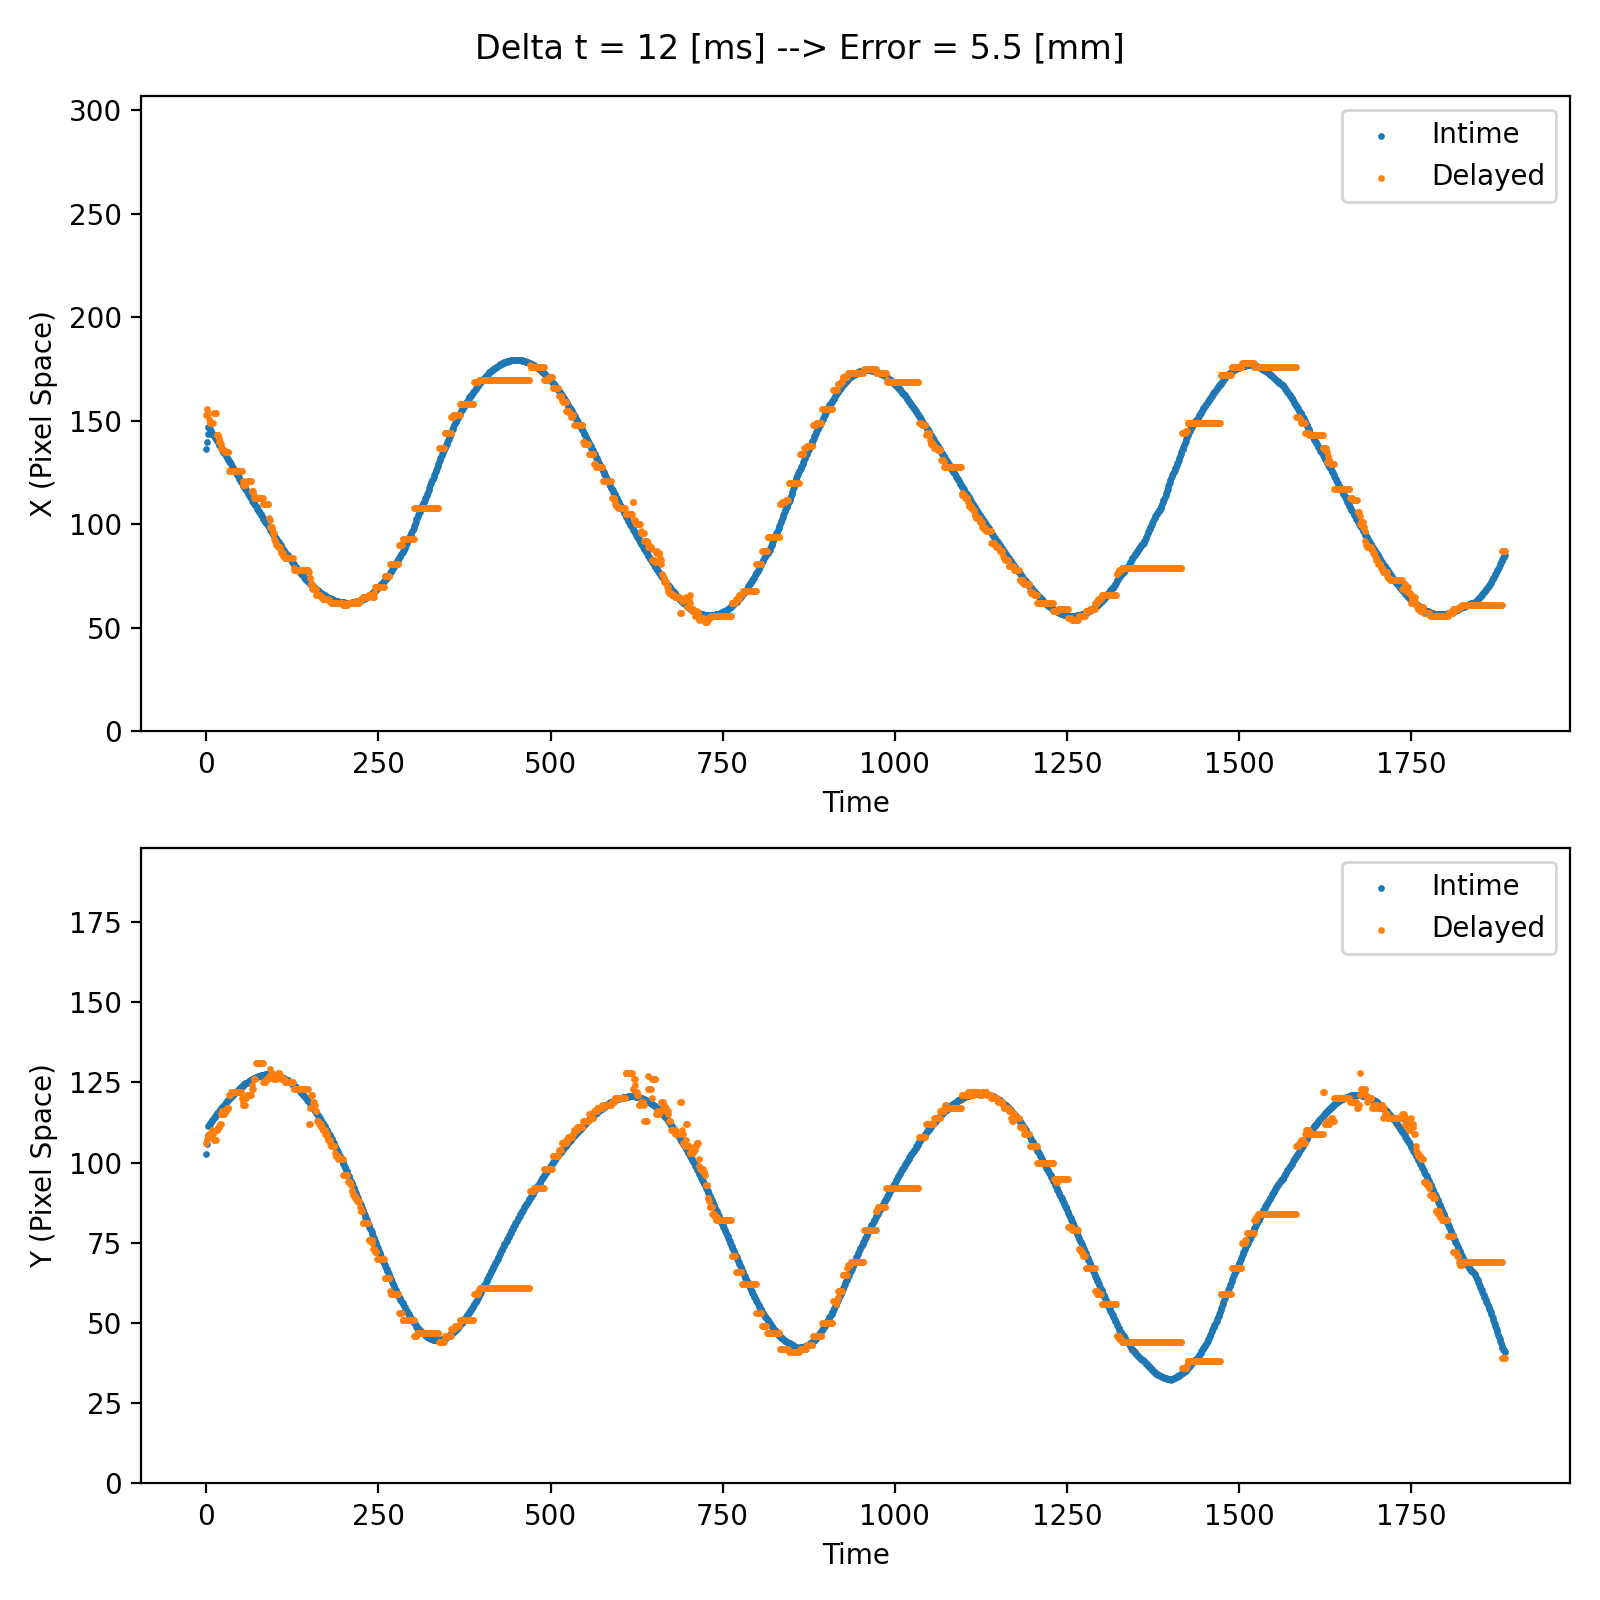 Delta t = 12 [ms] --> Error = 5.5 [mm]
300
250
200
150
100
50
0
X (Pixel Space)
Intime
Delayed
0 250 500 750 1000 1250 1500 1750
Time
175
150
125
100
75
50
25
0
Y (Pixel Space)
Intime
Delayed
0 250 500 750 1000 1250 1500 1750
Time